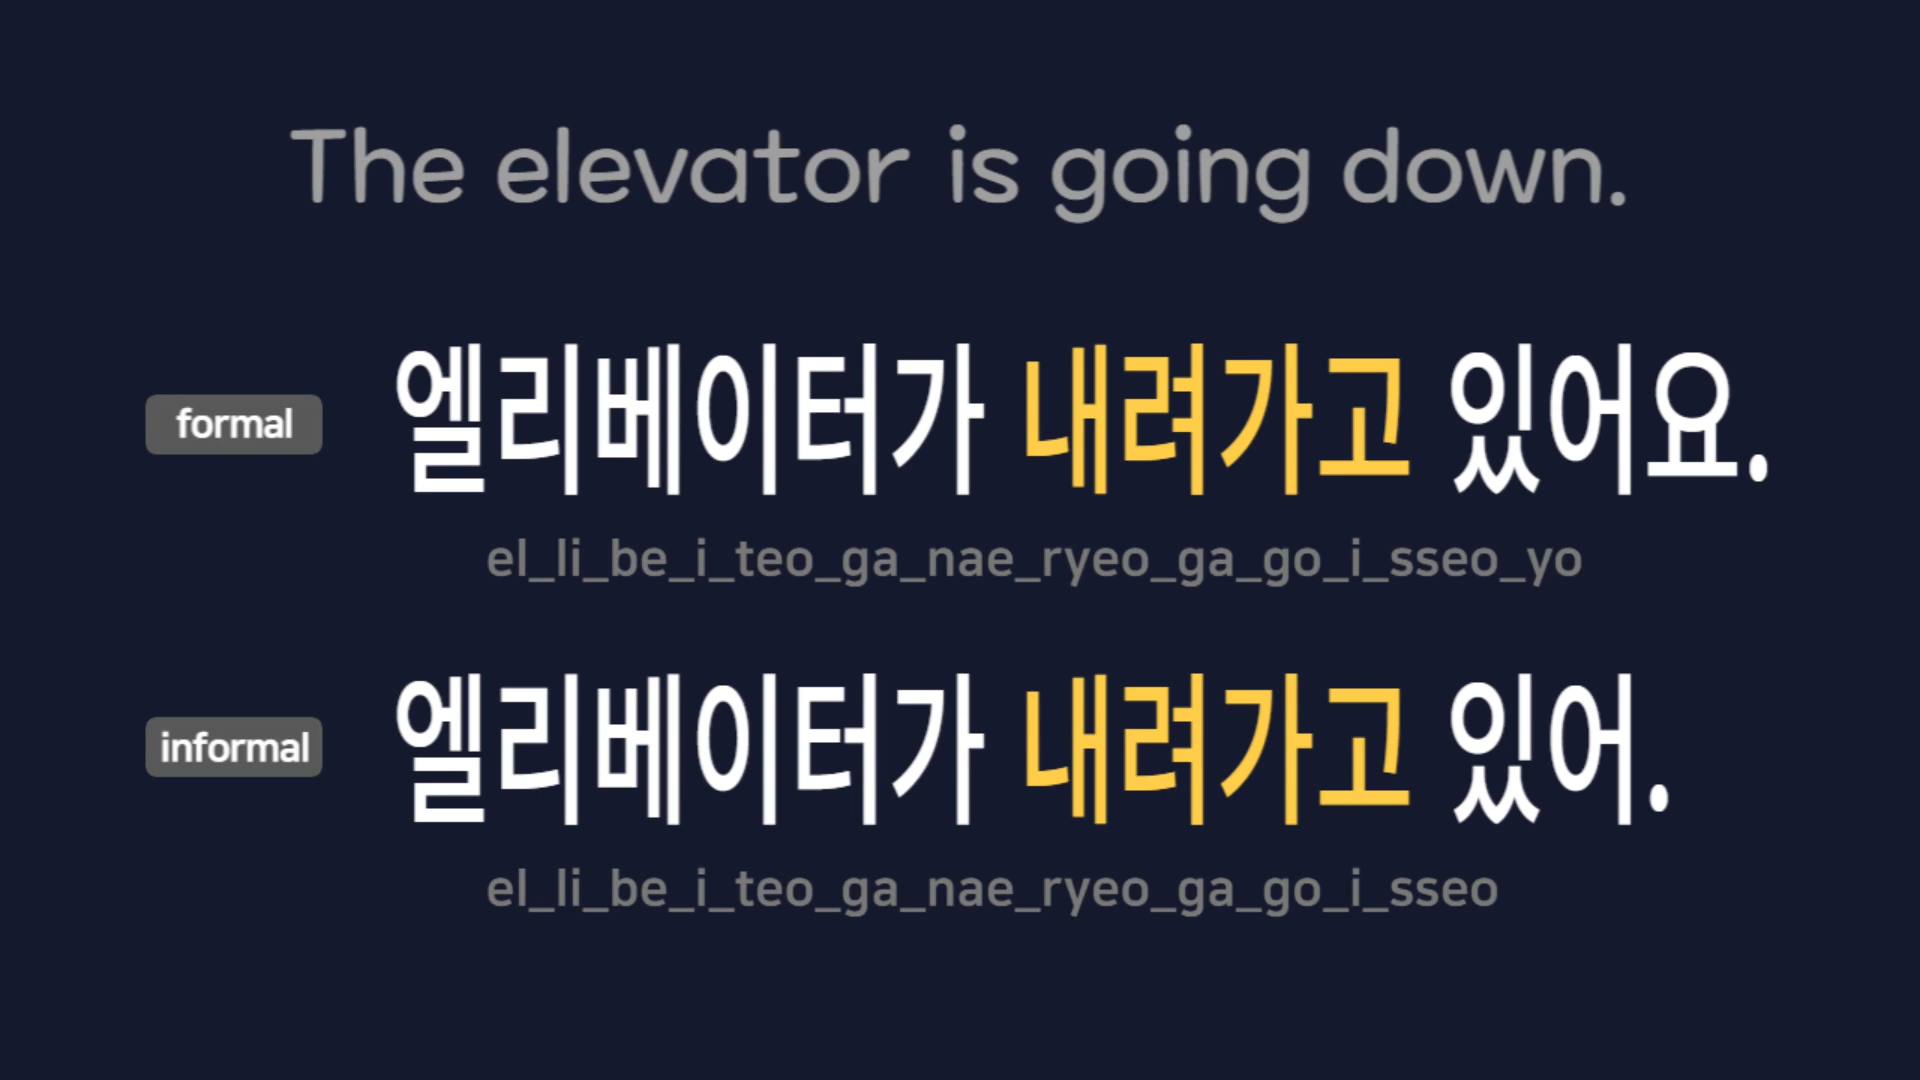 The elevator is going down.
formal 엘리베이터가 내려가고 있어요.
el_li_be_i_teo_ga_nae_ryeo_ga_go_i_sseo_yo
informal 엘리베이터가 내려가고 있어.
el_li_be_i_teo_ga_nae_ryeo_ga_go_i_sseo